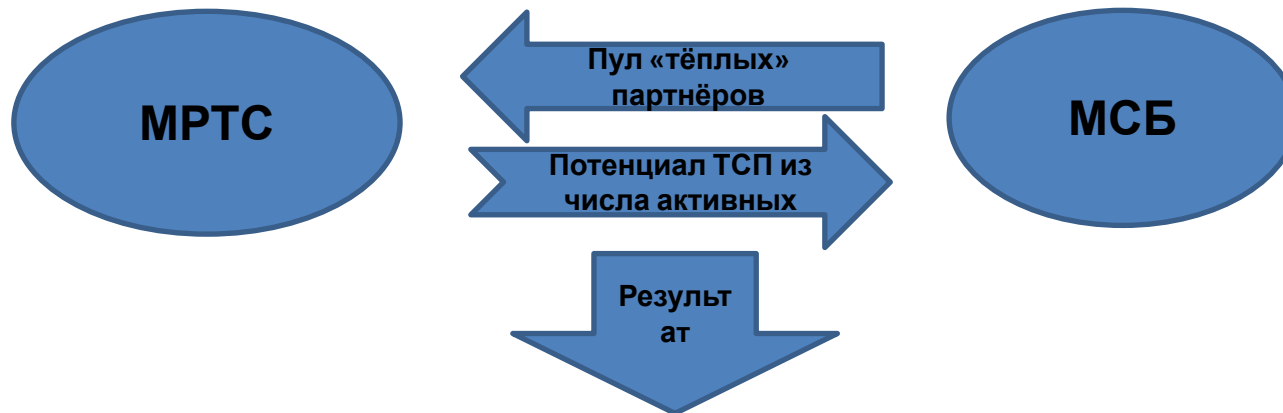 МРТС
Пул «тёплых»
партнёров
МСБ
Потенциал ТСП из
числа активных
Результ
ат